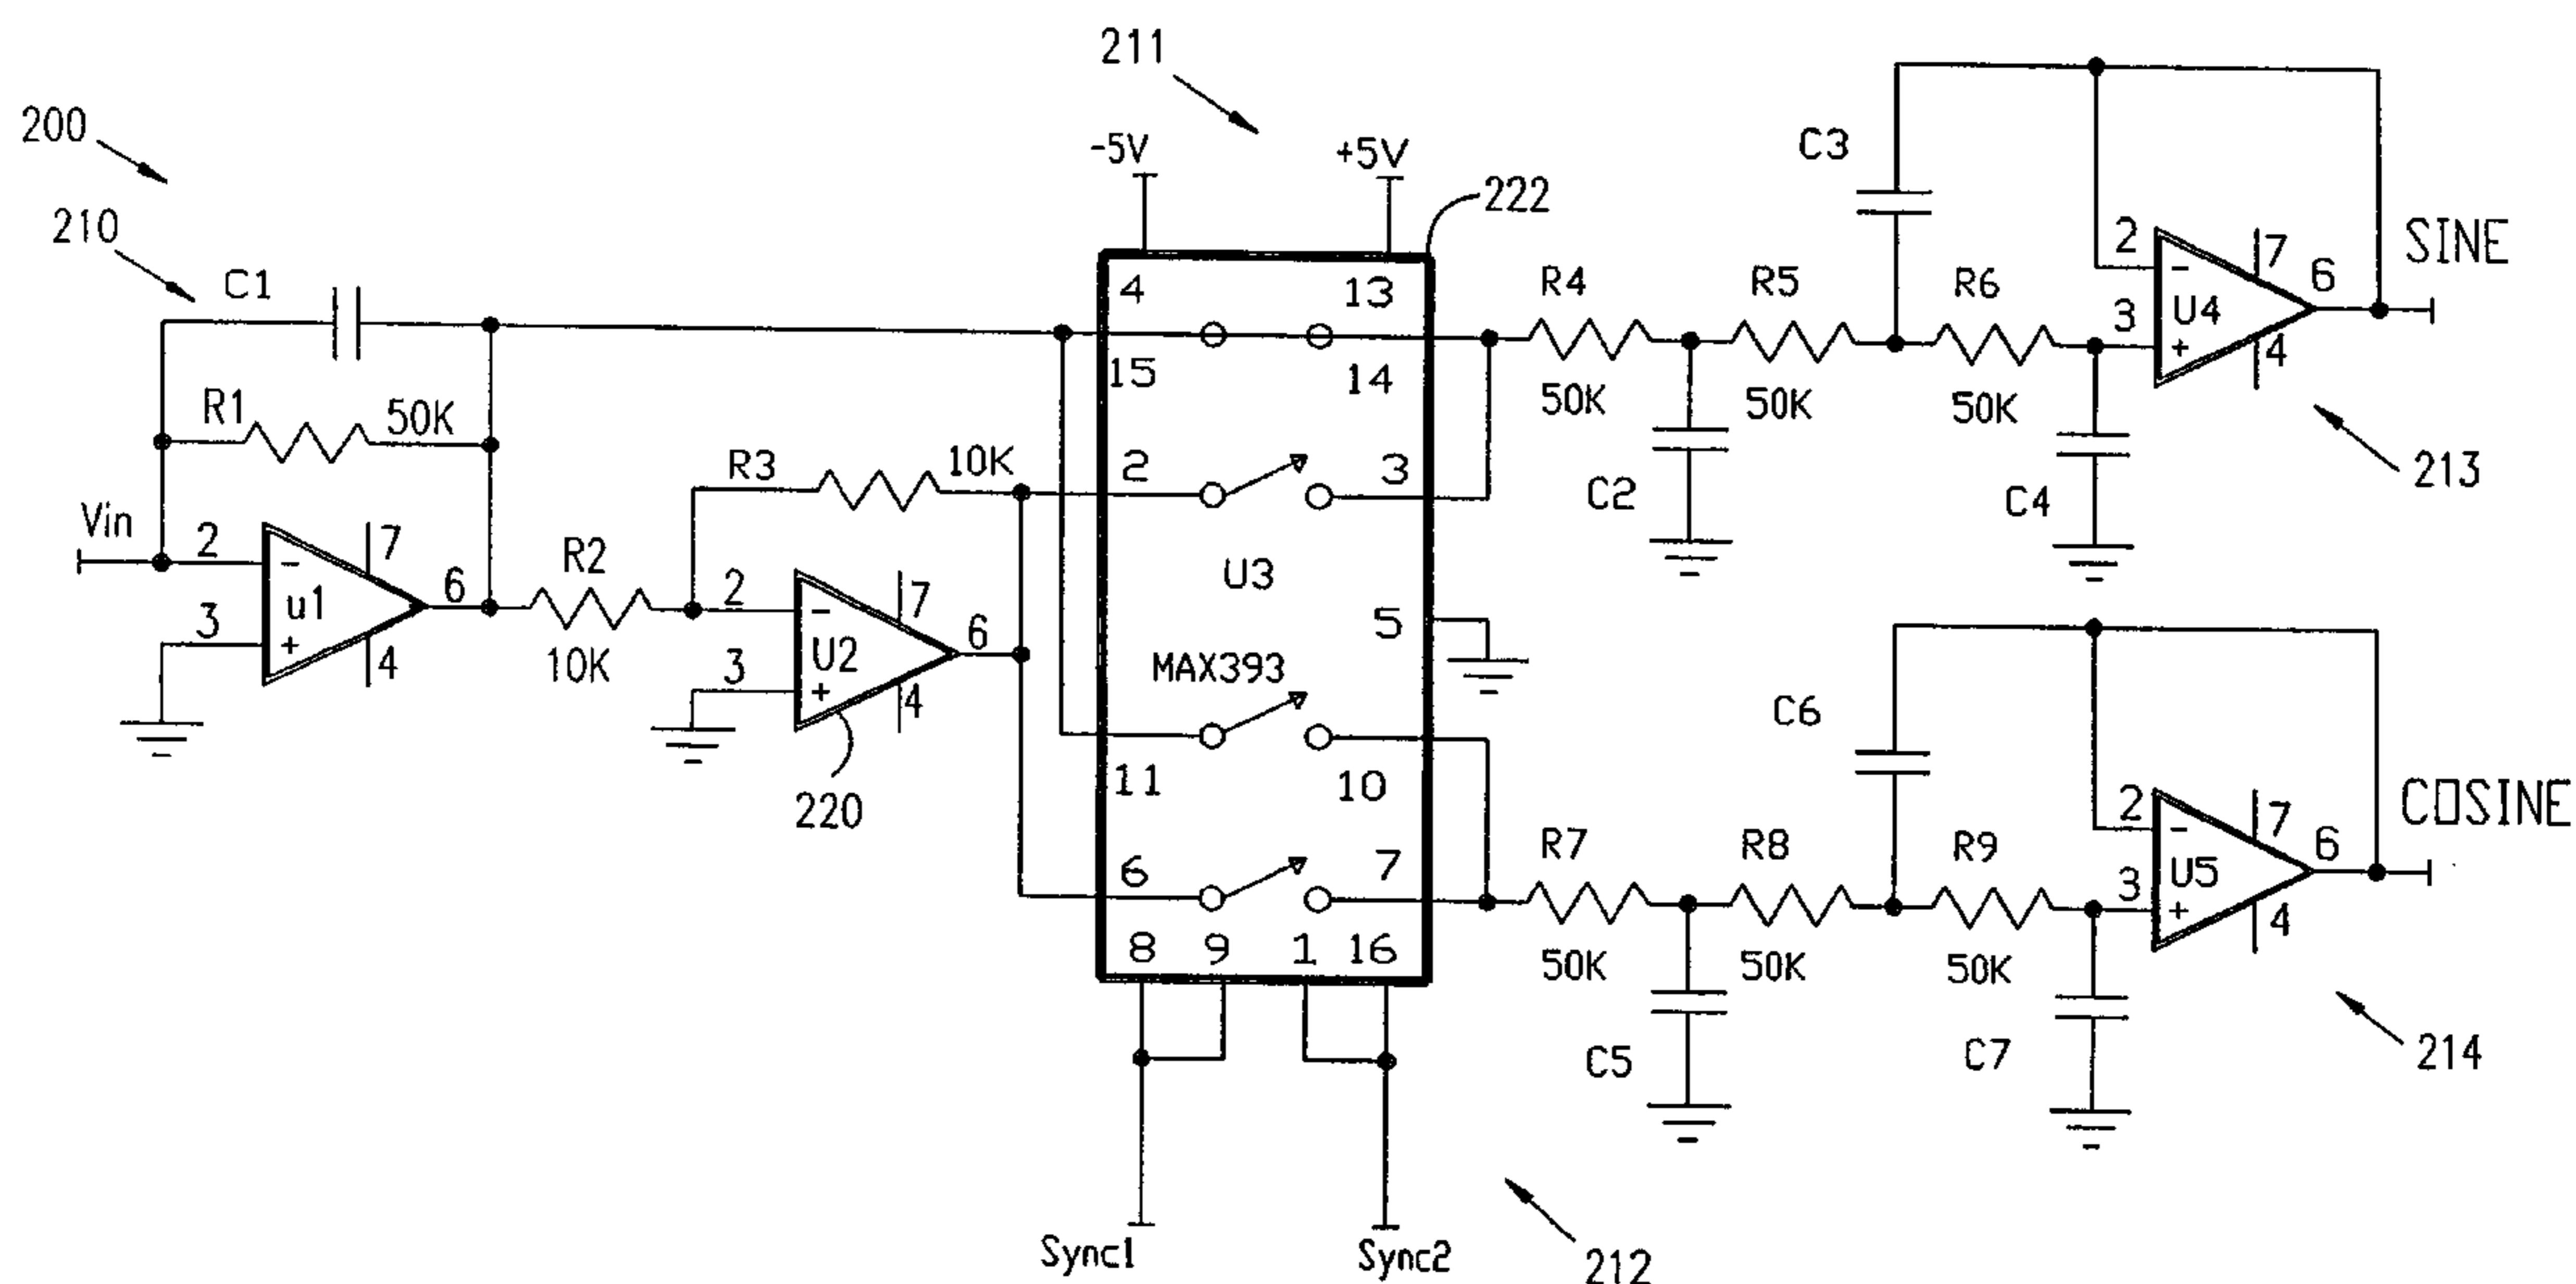 211
200
-5V
+5V
222
210
C1
C3
R1
50K
4
13
15
14
R4
50K
R5
50K
R6
50K
2
3
-
+
U4
7
6
4
SINE
213
C2
C4
R3
10K
2
3
Vin
2
3
-
+
u1
7
6
4
R2
10K
2
3
-
+
U2
7
6
4
220
U3
5
MAX393
11
10
6
7
8
9
1
16
R7
50K
R8
50K
R9
50K
C6
2
3
-
+
U5
7
6
4
COSINE
214
C5
C7
Sync1
Sync2
212